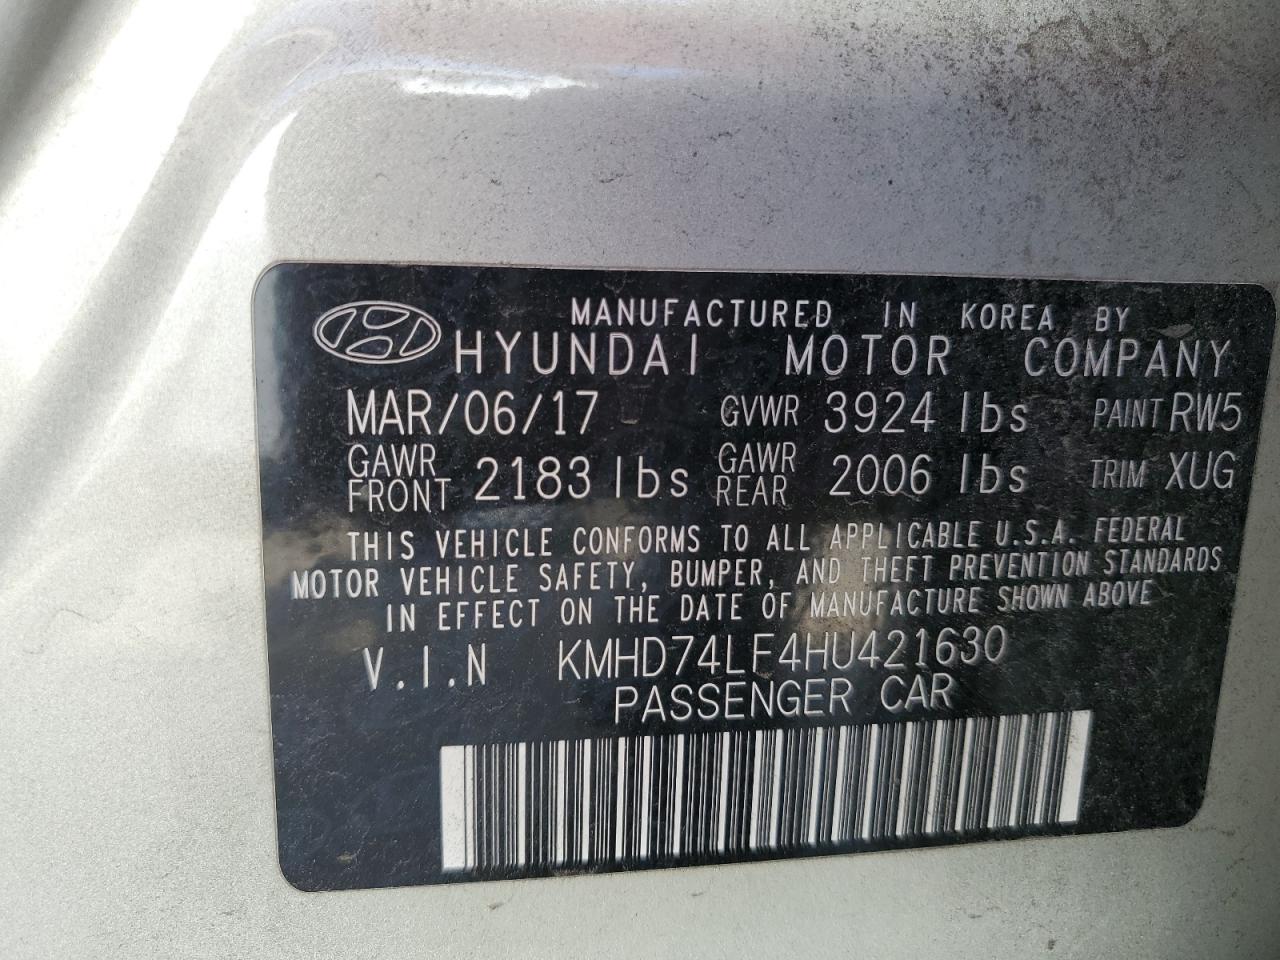 MANUFACTURED IN KOREA BY
HYUNDAI MOTOR COMPANY
MAR/06/17 GVWR 3924 lbs PAINT RW5
GAWR FRONT 2183 lbs GAWR REAR 2006 lbs TRIM XUG
THIS VEHICLE CONFORMS TO ALL APPLICABLE U.S.A. FEDERAL
MOTOR VEHICLE SAFETY, BUMPER, AND THEFT PREVENTION STANDARDS
IN EFFECT ON THE DATE OF MANUFACTURE SHOWN ABOVE
V.I.N KMHD74LF4HU421630
PASSENGER CAR